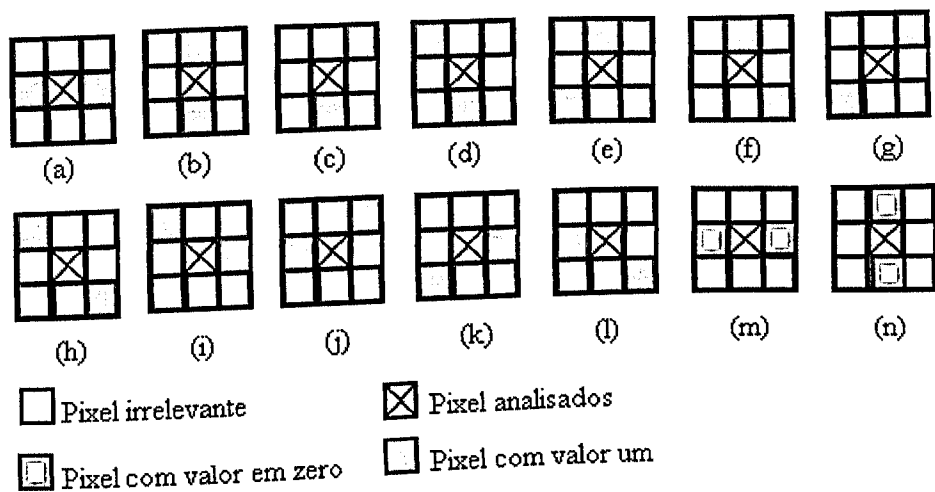 (a) (b) (c) (d) (e) (f) (g)
(h) (i) (j) (k) (l) (m) (n)
Pixel irrelevante Pixel analisados
Pixel com valor em zero Pixel com valor um